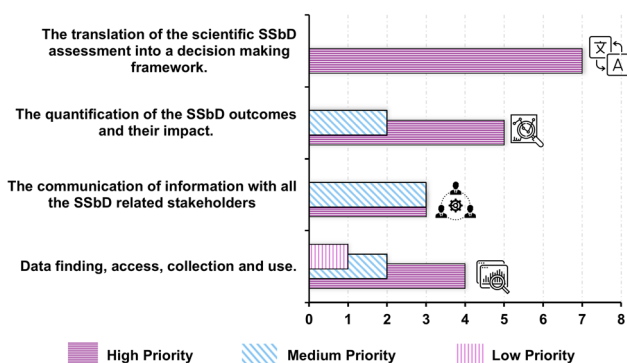 The translation of the scientific SSbD
assessment into a decision making
framework.
文
A
The quantification of the SSbD outcomes
and their impact.
The communication of information with all
the SSbD related stakeholders
Data finding, access, collection and use.
0 1 2 3 4 5 6 7 8
High Priority Medium Priority Low Priority